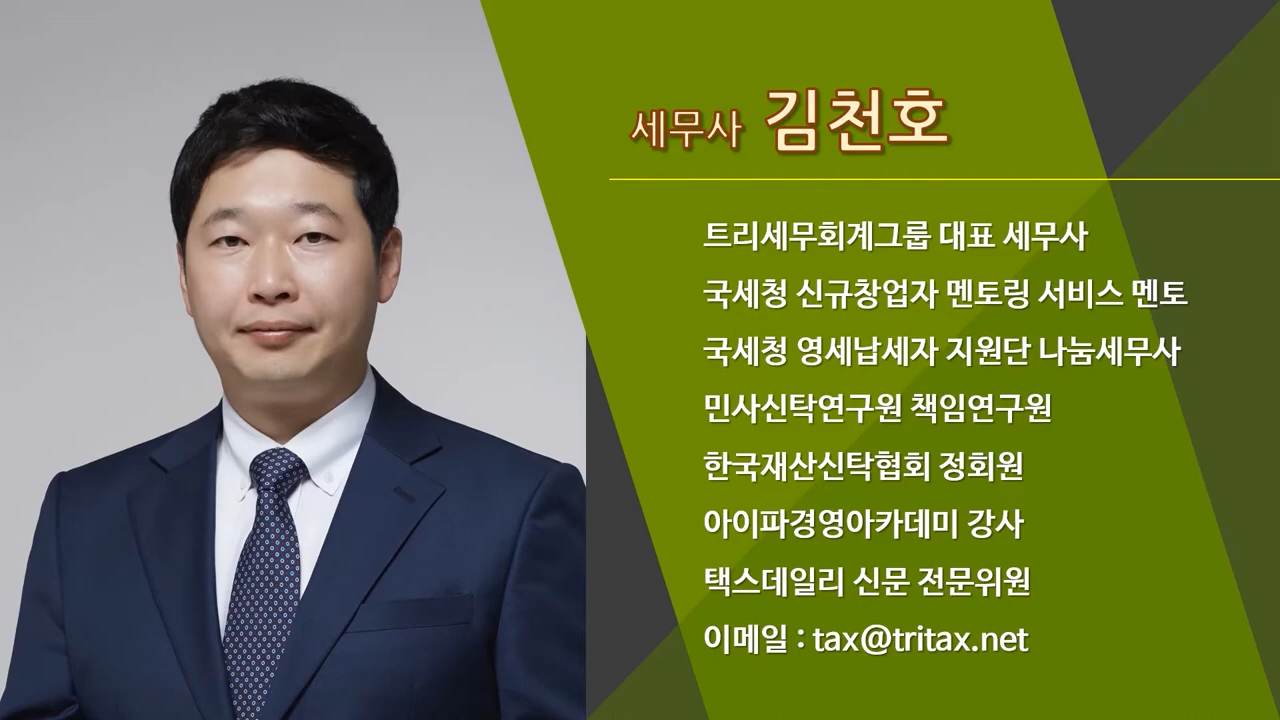 세무사 김천호
트리세무회계그룹 대표 세무사
국세청 신규창업자 멘토링 서비스 멘토
국세청 영세납세자 지원단 나눔세무사
민사신탁연구원 책임연구원
한국재산신탁협회 정회원
아이파경영아카데미 강사
택스데일리 신문 전문위원
이메일 : tax@tritax.net